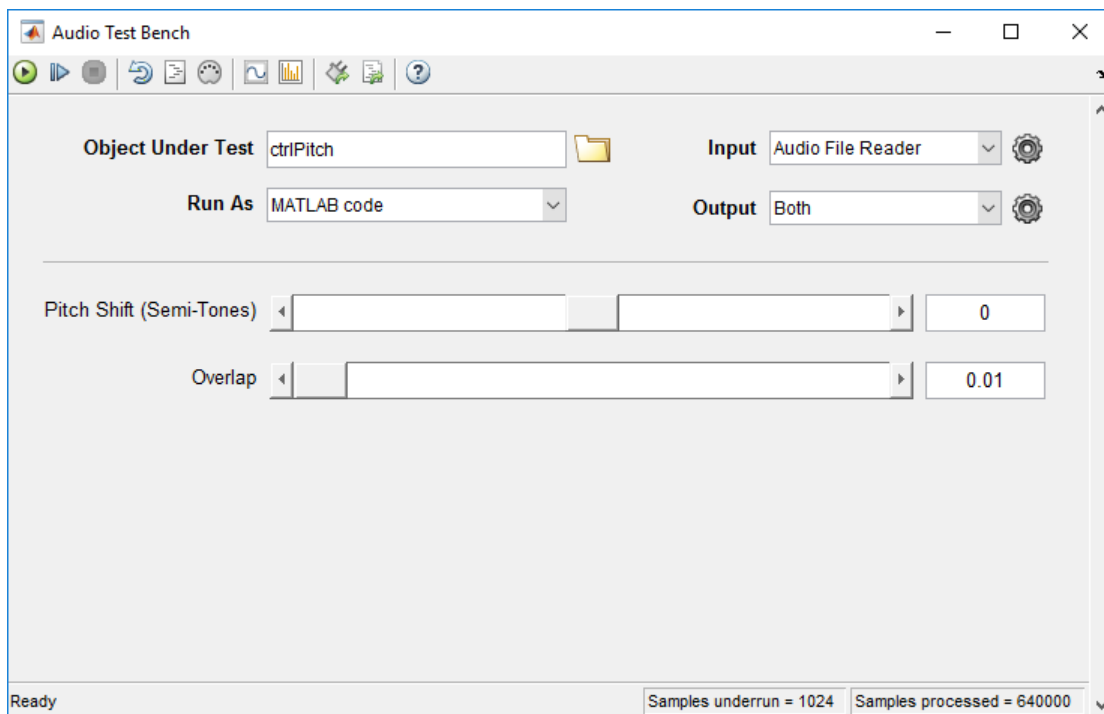 Audio Test Bench
Object Under Test ctrlPitch Input Audio File Reader
Run As MATLAB code Output Both
Pitch Shift (Semi-Tones) 0
Overlap 0.01
Ready Samples underrun = 1024 Samples processed = 640000